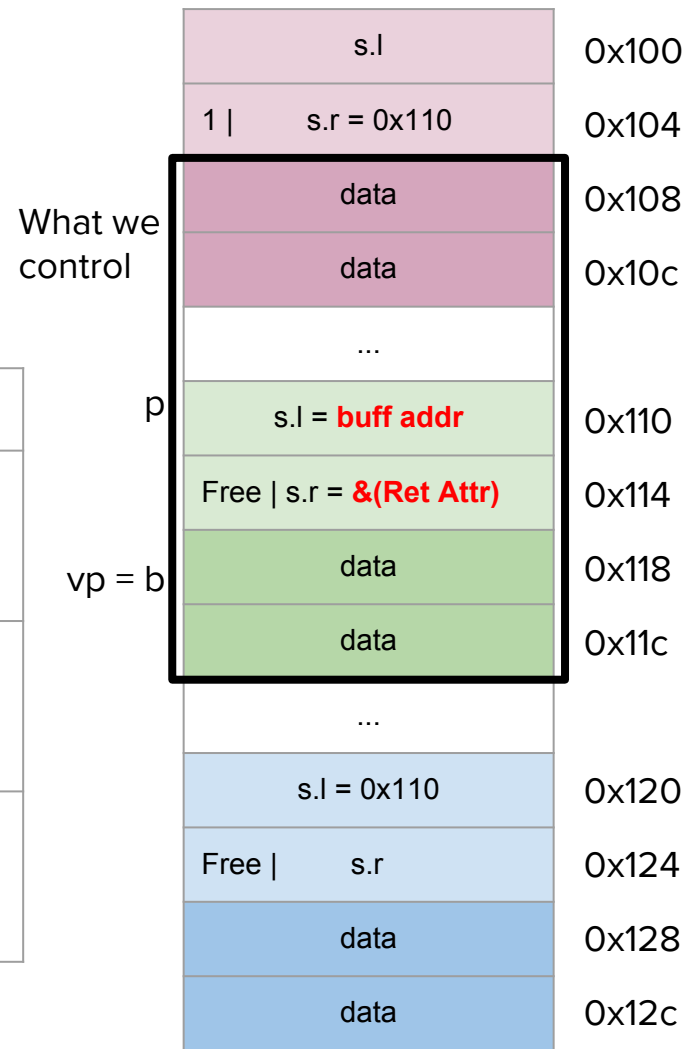 s.l 0x100
1 | s.r = 0x110 0x104
data 0x108
What we
control
data 0x10c
...
p s.l = buff addr 0x110
Free | s.r = &(Ret Attr) 0x114
vp = b data 0x118
data 0x11c
...
s.l = 0x110 0x120
Free | s.r 0x124
data 0x128
data 0x12c